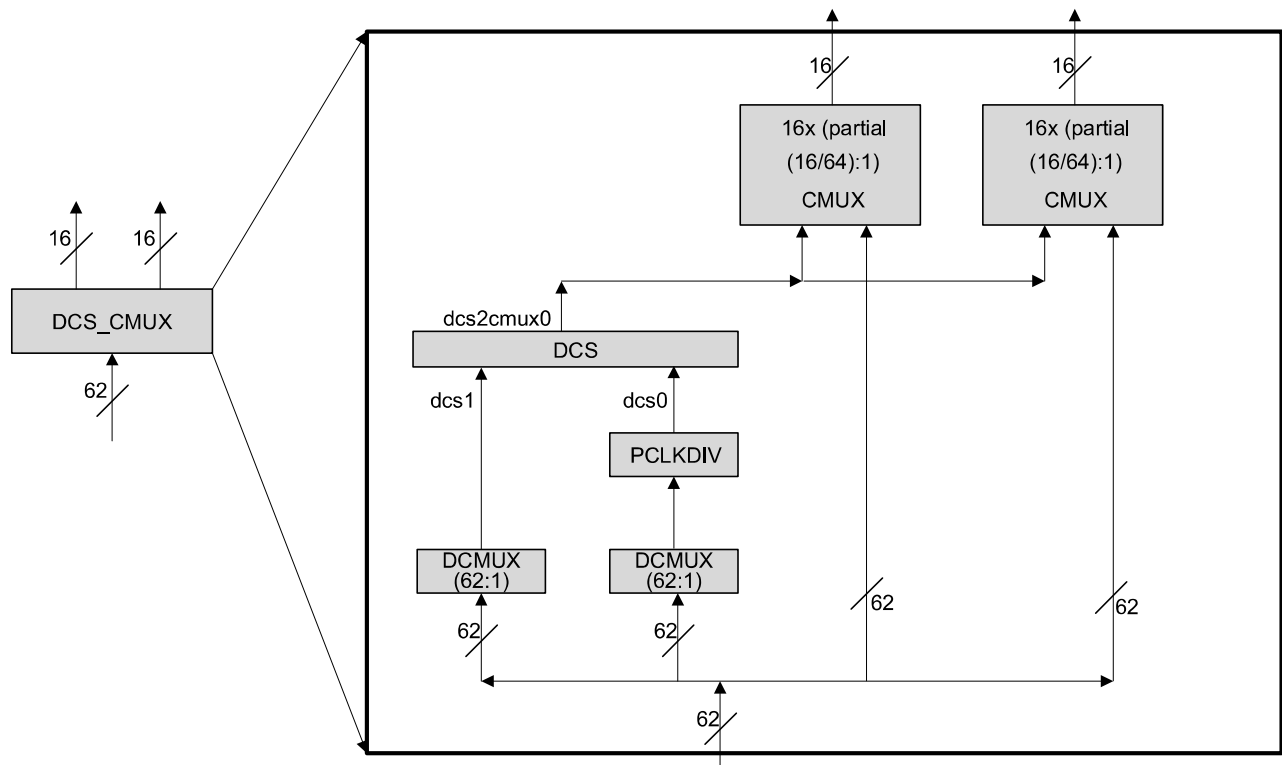 16
16
DCS_CMUX
62
16
16
16x (partial
(16/64):1)
CMUX
16x (partial
(16/64):1)
CMUX
dcs2cmux0
DCS
dcs1
dcs0
PCLKDIV
DCMUX
(62:1)
DCMUX
(62:1)
62
62
62
62
62